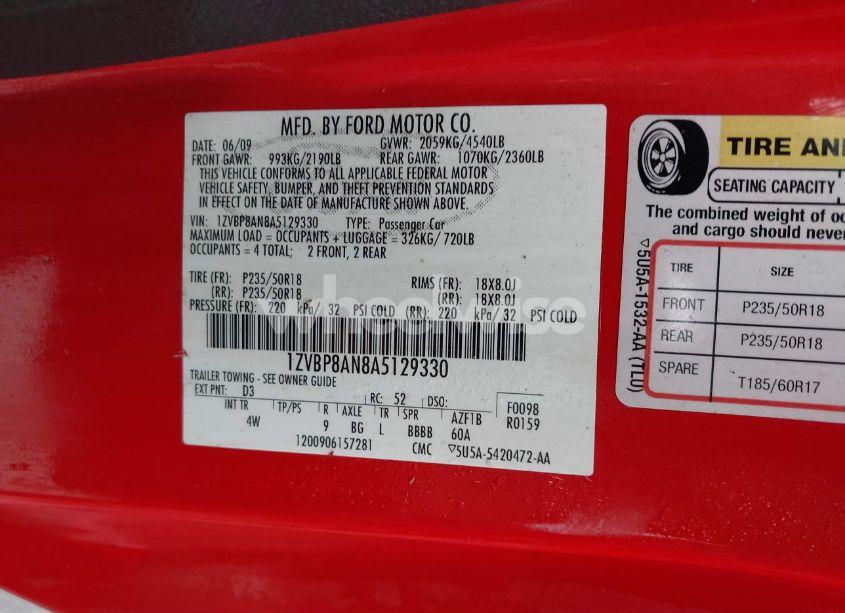 MFD. BY FORD MOTOR CO.
DATE: 06/09 GVWR: 2059KG/4540LB
FRONT GAWR: 993KG/2190LB REAR GAWR: 1070KG/2360LB
THIS VEHICLE CONFORMS TO ALL APPLICABLE FEDERAL MOTOR
VEHICLE SAFETY, BUMPER, AND THEFT PREVENTION STANDARDS
IN EFFECT ON THE DATE OF MANUFACTURE SHOWN ABOVE.
VIN: 1ZVBP8AN8A5129330 TYPE: Passenger Car
MAXIMUM LOAD = OCCUPANTS + LUGGAGE = 326KG/720LB
OCCUPANTS = 4 TOTAL; 2 FRONT, 2 REAR
TIRE (FR): P235/50R18 RIMS (FR): 18X8.0J
(RR): P235/50R18 (RR): 18X8.0J
PRESSURE (FR): 220 kPa/ 32 PSI COLD (RR): 220 kPa/ 32 PSI COLD
wheelwise
1ZVBP8AN8A5129330
TRAILER TOWING - SEE OWNER GUIDE
EXT PNT: D3 RC: 52 DSO: F0098
INT TR TP/PS R AXLE TR SPR AZF1B R0159
4W 9 BG L BBBB 60A
1200906157281 CMC ▽5U5A-5420472-AA
TIRE AND
SEATING CAPACITY
The combined weight of oc
and cargo should never
▽5U5A-1532-AA (TLU)
TIRE SIZE
FRONT P235/50R18
REAR P235/50R18
SPARE T185/60R17